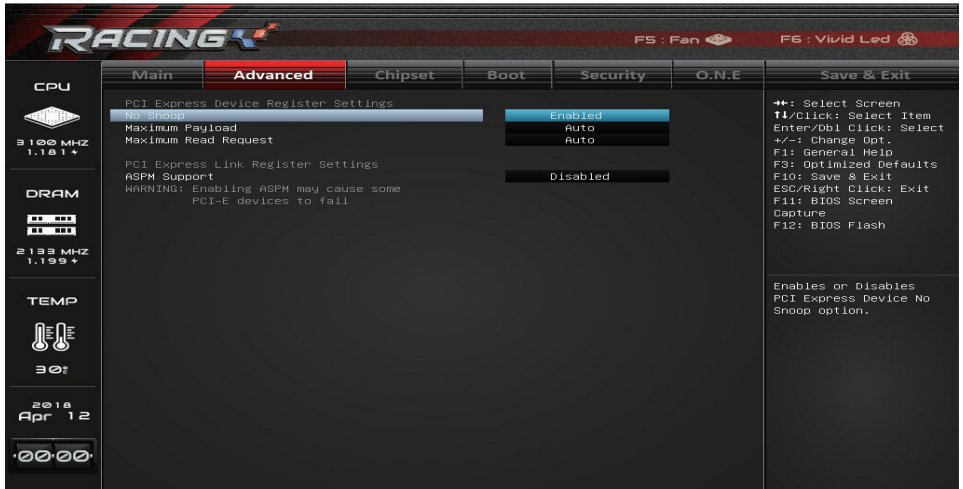 RACING
F5 : Fan
F6 : Vivid Led
Main Advanced Chipset Boot Security O.N.E Save & Exit
CPU
3100 MHZ
1.181
DRAM
2133 MHZ
1.199
TEMP
30
2018
Apr 12
00:00
PCI Express Device Register Settings
No Snoop Enabled
Maximum Payload Auto
Maximum Read Request Auto
PCI Express Link Register Settings
ASPM Support Disabled
WARNING: Enabling ASPM may cause some
PCI-E devices to fail
→←: Select Screen
↑↓/Click: Select Item
Enter/Dbl Click: Select
+/-: Change Opt.
F1: General Help
F3: Optimized Defaults
F10: Save & Exit
ESC/Right Click: Exit
F11: BIOS Screen
Capture
F12: BIOS Flash
Enables or Disables
PCI Express Device No
Snoop option.